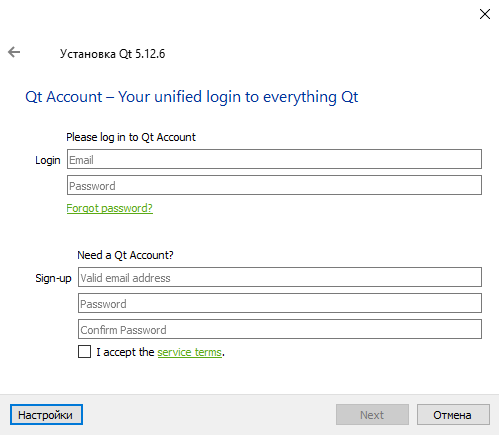 Установка Qt 5.12.6
Qt Account – Your unified login to everything Qt
Please log in to Qt Account
Login Email
Password
Forgot password?
Need a Qt Account?
Sign-up Valid email address
Password
Confirm Password
I accept the service terms.
Настройки Next Отмена